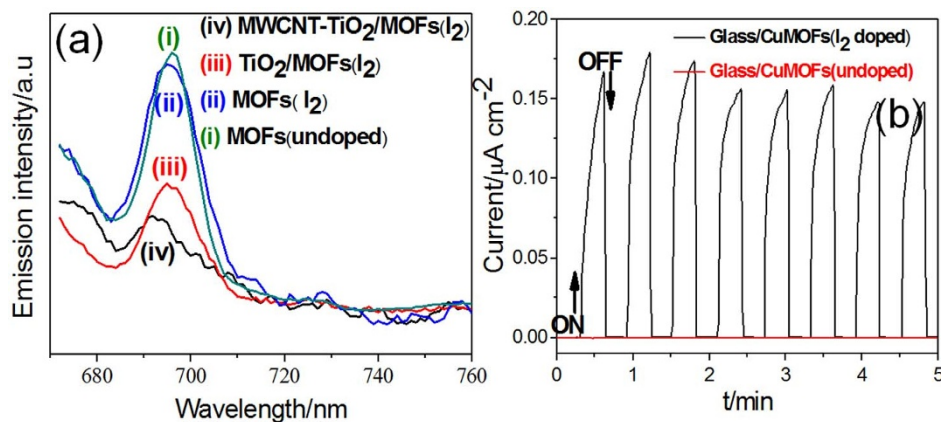 (a)
(iv) MWCNT-TiO₂/MOFs(I₂)
(i)
(iii) TiO₂/MOFs(I₂)
(ii)
(ii) MOFs( I₂)
(i) MOFs(undoped)
(iii)
(iv)
Emission intensity/a.u
680 700 720 740 760
Wavelength/nm
Glass/CuMOFs(I₂ doped)
OFF
Glass/CuMOFs(undoped)
(b)
ON
Current/μA cm⁻²
0.20
0.15
0.10
0.05
0.00
0 1 2 3 4 5
t/min